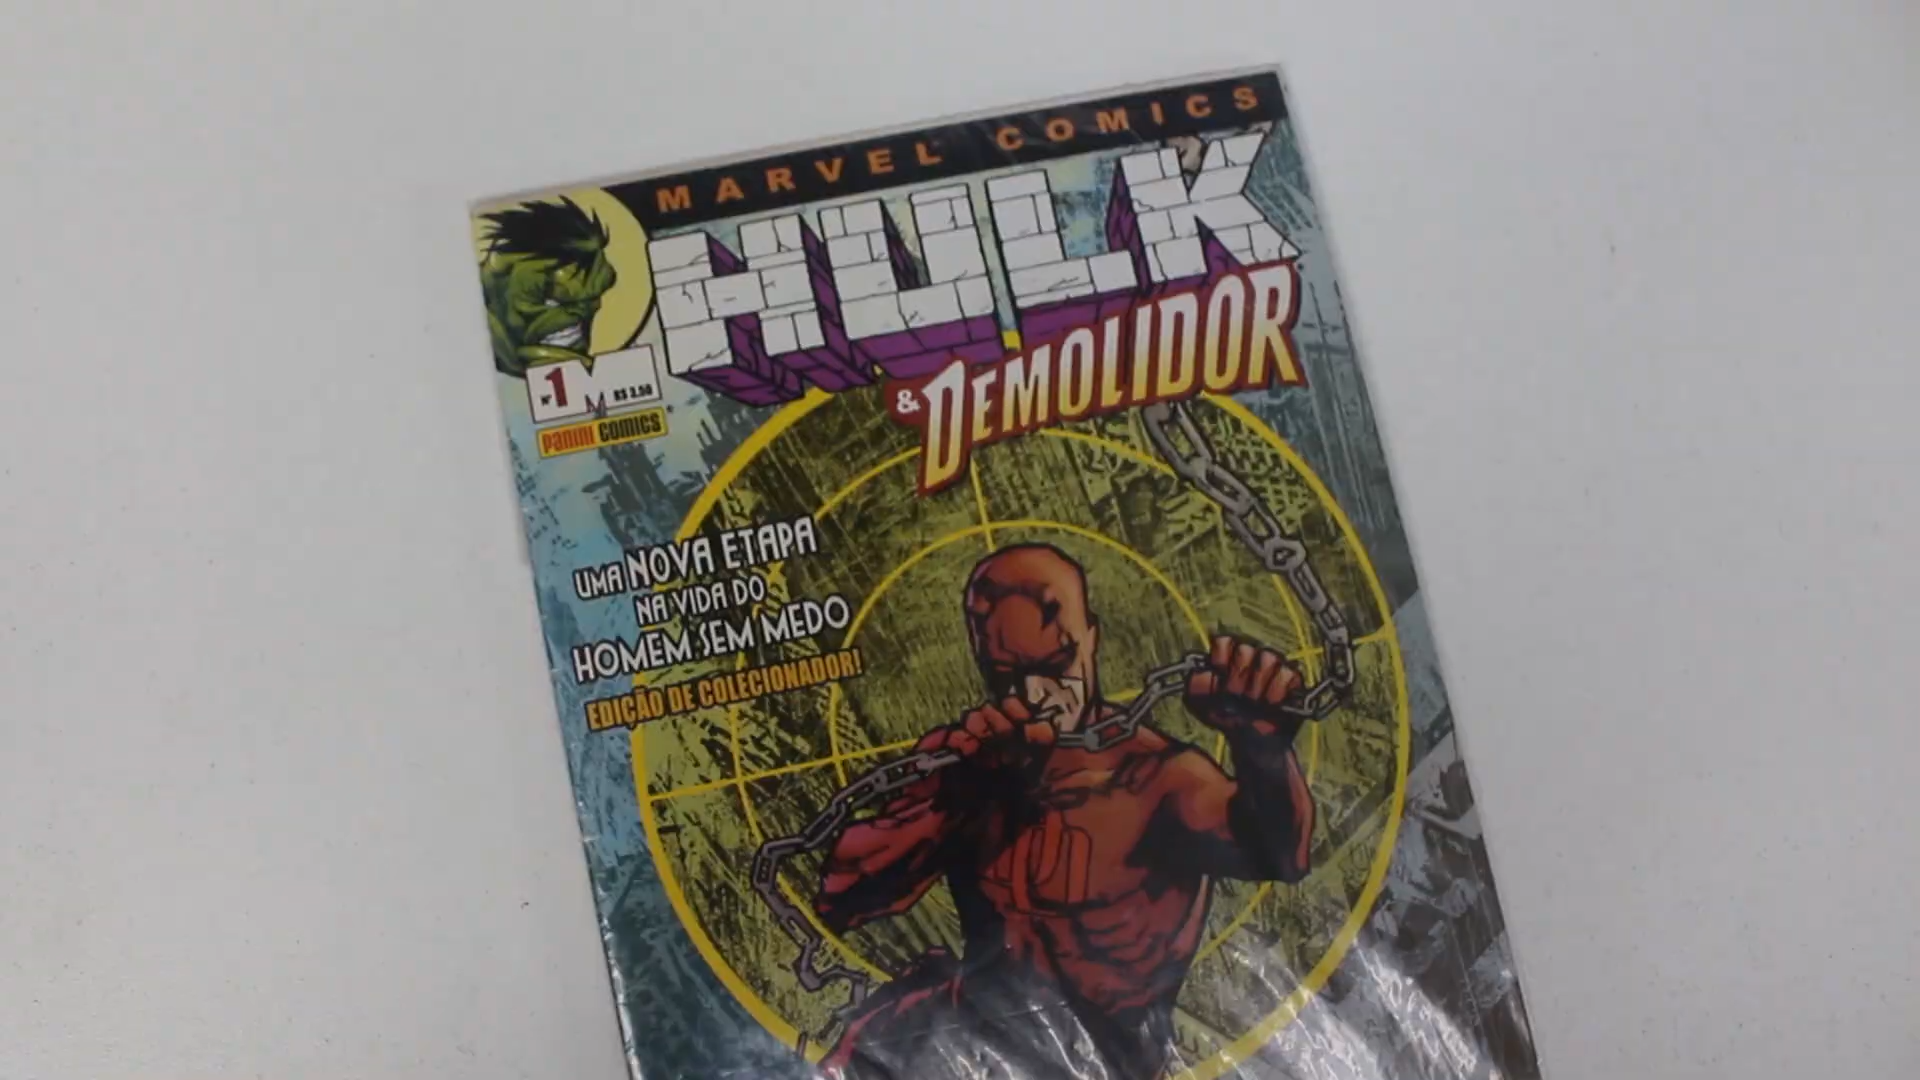 MARVEL COMICS
HULK
& DEMOLIDOR
Nº 1
R$ 3,50
PANINI COMICS
UMA NOVA ETAPA
NA VIDA DO
HOMEM SEM MEDO
EDIÇÃO DE COLECIONADOR!